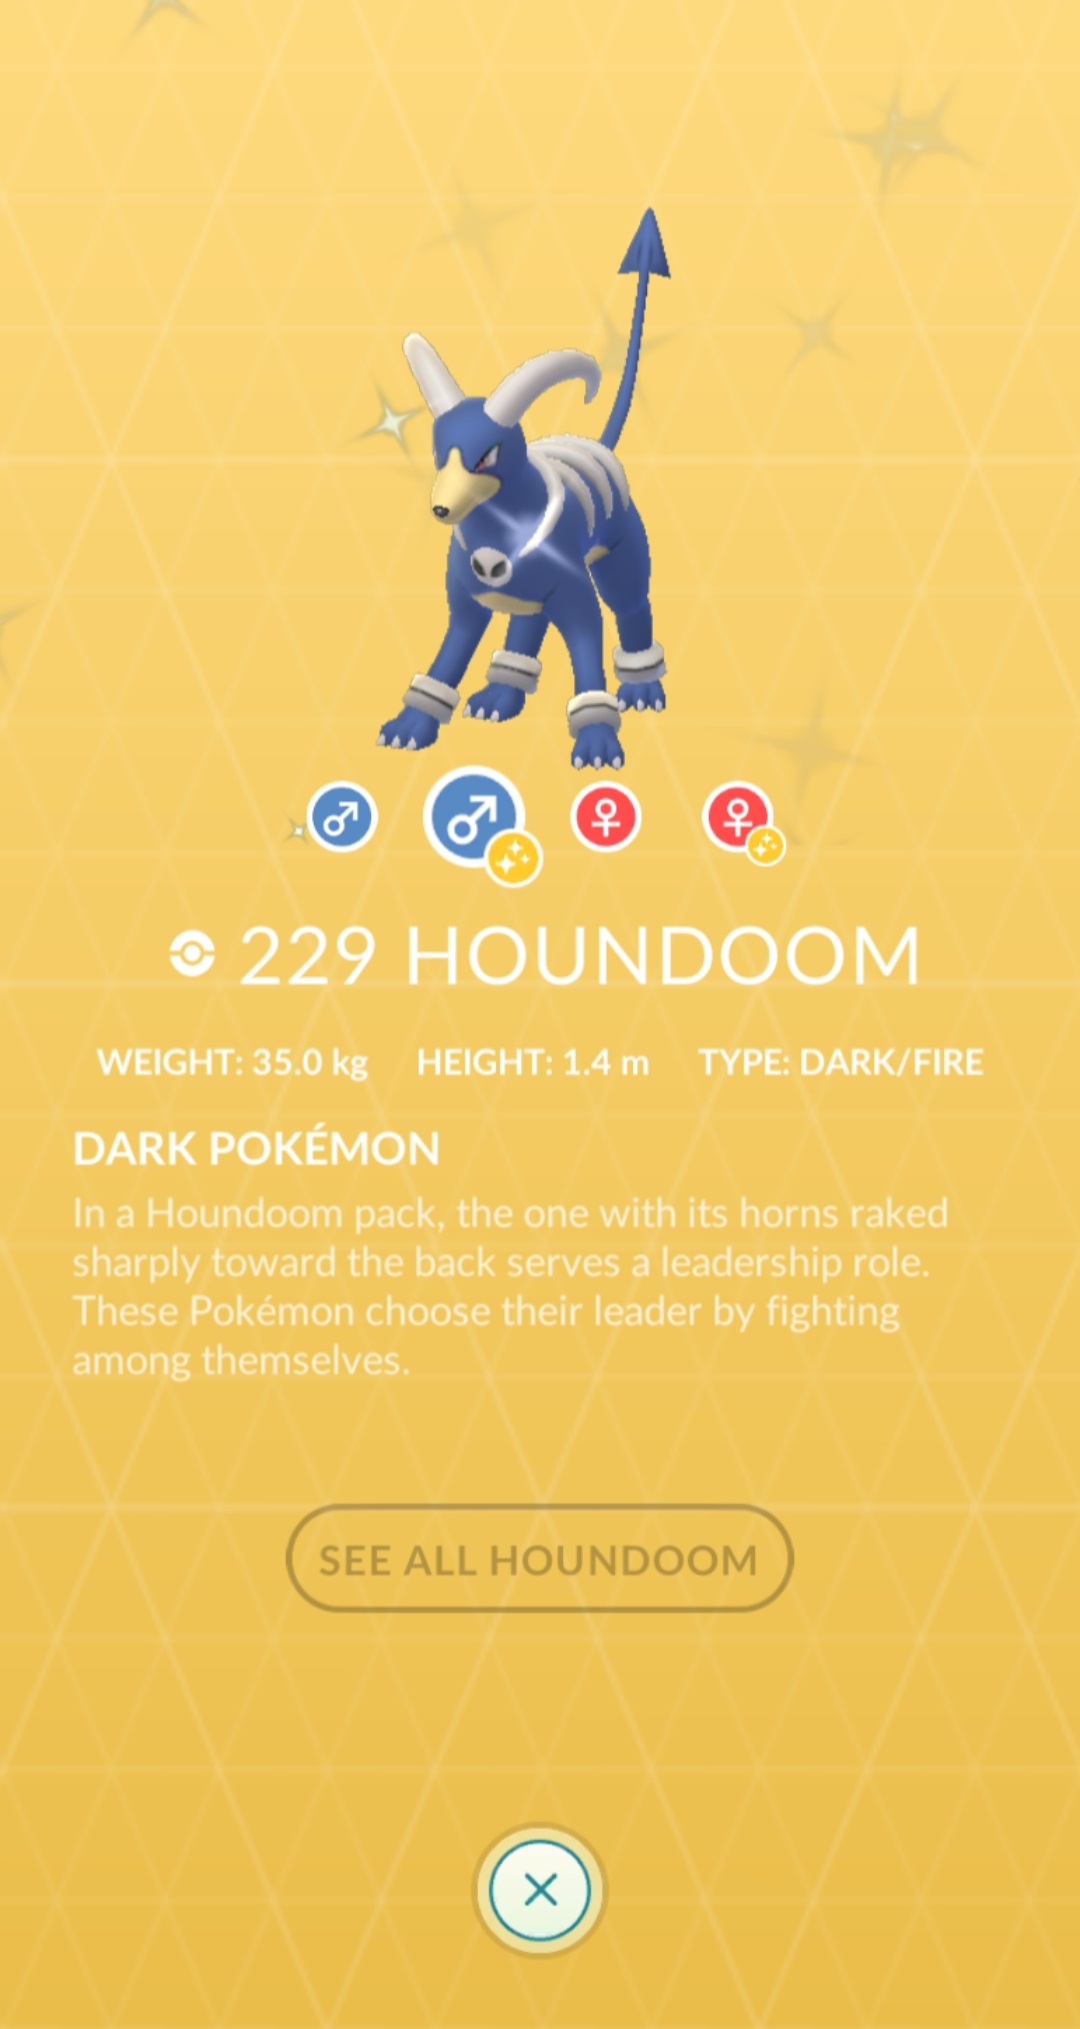 229 HOUNDOOM
WEIGHT: 35.0 kg HEIGHT: 1.4 m TYPE: DARK/FIRE
DARK POKÉMON
In a Houndoom pack, the one with its horns raked
sharply toward the back serves a leadership role.
These Pokémon choose their leader by fighting
among themselves.
SEE ALL HOUNDOOM